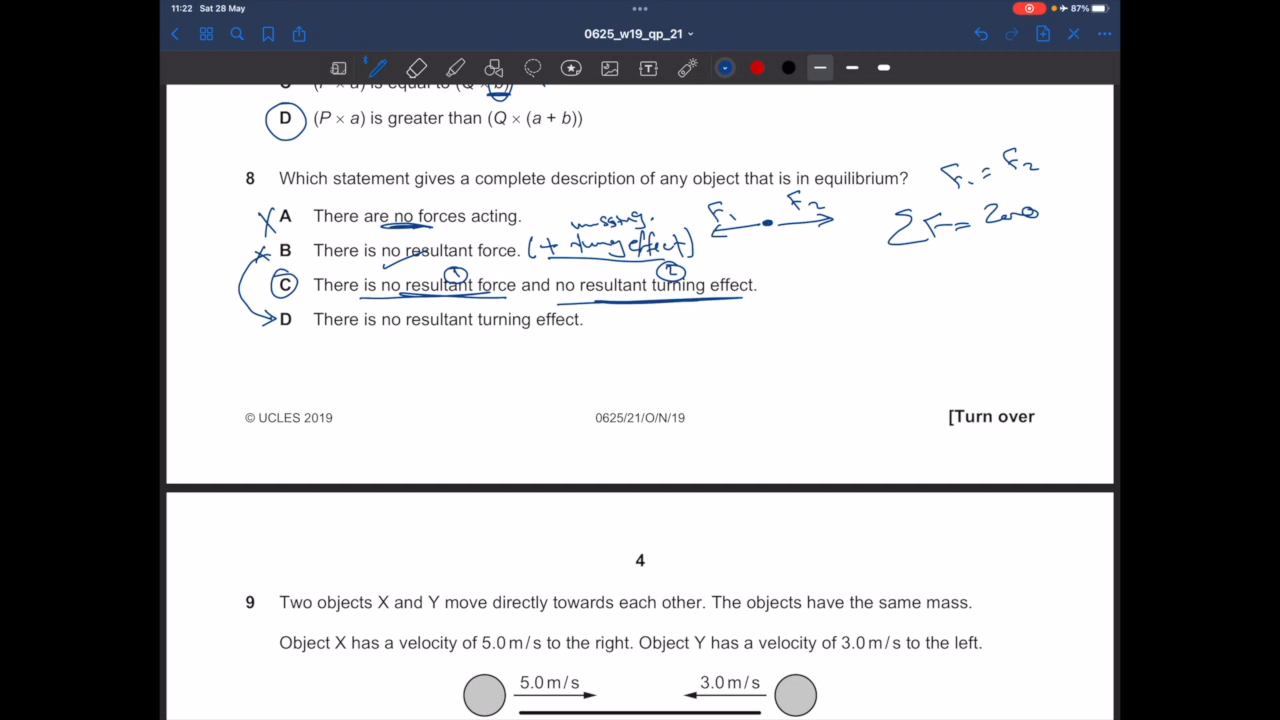 11:22 Sat 28 May
87%
0625_w19_qp_21
D (P × a) is greater than (Q × (a + b))
8 Which statement gives a complete description of any object that is in equilibrium?
F₁ = F₂
A There are no forces acting.
missing.
F₁ F₂
ΣF = Zero
B There is no resultant force. (+ turning effect)
1 2
C There is no resultant force and no resultant turning effect.
D There is no resultant turning effect.
© UCLES 2019 0625/21/O/N/19 [Turn over
4
9 Two objects X and Y move directly towards each other. The objects have the same mass.
Object X has a velocity of 5.0 m / s to the right. Object Y has a velocity of 3.0 m / s to the left.
5.0 m / s 3.0 m / s